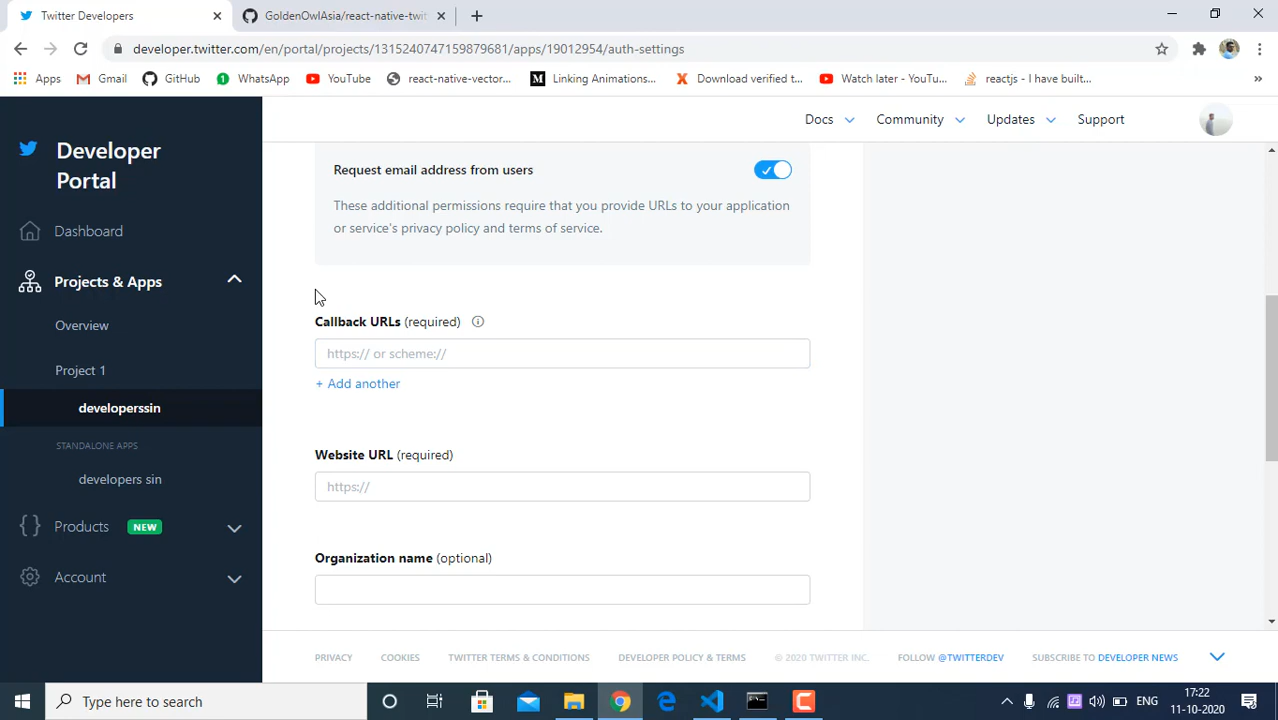 Twitter Developers
GoldenOwlAsia/react-native-twit
developer.twitter.com/en/portal/projects/1315240747159879681/apps/19012954/auth-settings
Apps
Gmail
GitHub
WhatsApp
YouTube
react-native-vector...
Linking Animations...
Download verified t...
Watch later - YouTu...
reactjs - I have built...
Docs
Community
Updates
Support
Developer
Portal
Dashboard
Projects & Apps
Overview
Project 1
developerssin
STANDALONE APPS
developers sin
Products NEW
Account
Request email address from users
These additional permissions require that you provide URLs to your application
or service's privacy policy and terms of service.
Callback URLs (required)
https:// or scheme://
+ Add another
Website URL (required)
https://
Organization name (optional)
PRIVACY
COOKIES
TWITTER TERMS & CONDITIONS
DEVELOPER POLICY & TERMS
© 2020 TWITTER INC.
FOLLOW @TWITTERDEV
SUBSCRIBE TO DEVELOPER NEWS
Type here to search
ENG
17:22
11-10-2020